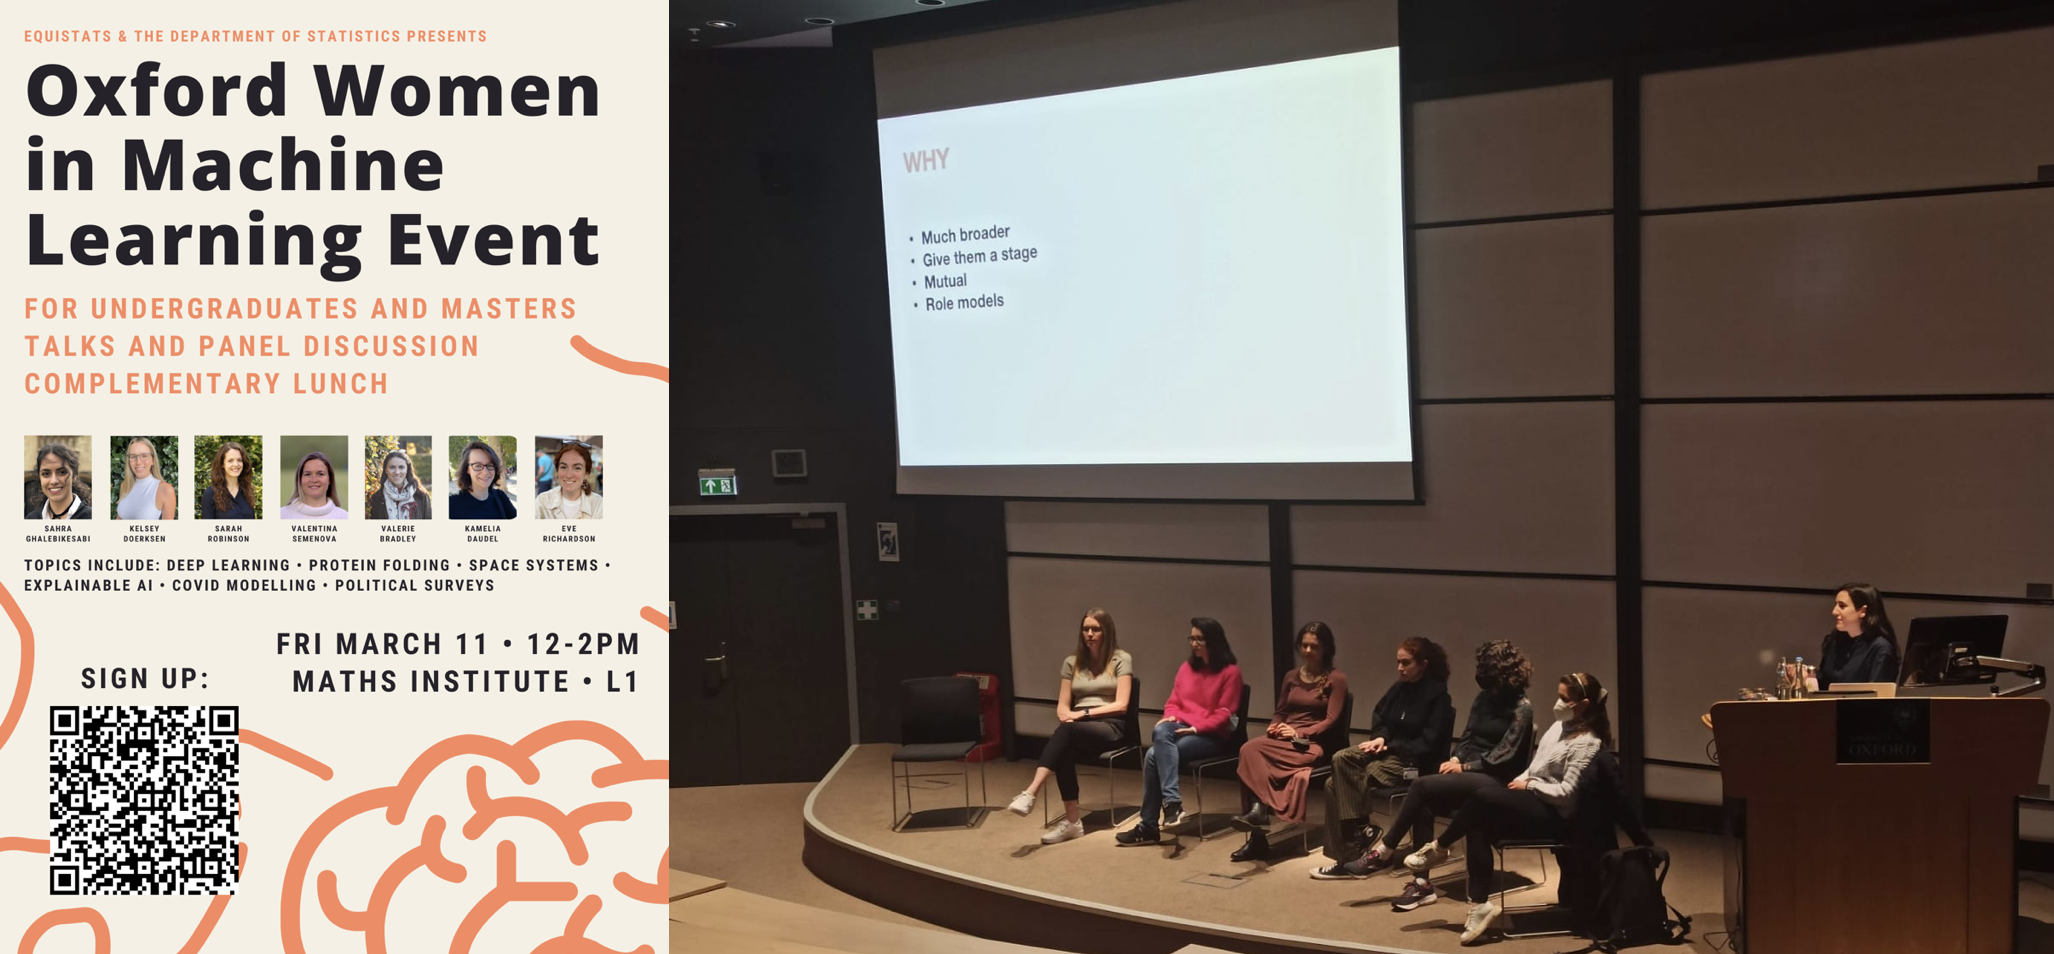 EQUISTATS & THE DEPARTMENT OF STATISTICS PRESENTS
Oxford Women
in Machine
Learning Event
FOR UNDERGRADUATES AND MASTERS
TALKS AND PANEL DISCUSSION
COMPLEMENTARY LUNCH
SAHRA
GHALEBIKESABI
KELSEY
DOERKSEN
SARAH
ROBINSON
VALENTINA
SEMENOVA
VALERIE
BRADLEY
KAMELIA
DAUDEL
EVE
RICHARDSON
TOPICS INCLUDE: DEEP LEARNING • PROTEIN FOLDING • SPACE SYSTEMS •
EXPLAINABLE AI • COVID MODELLING • POLITICAL SURVEYS
FRI MARCH 11 • 12-2PM
MATHS INSTITUTE • L1
SIGN UP:
WHY
• Much broader
• Give them a stage
• Mutual
• Role models
OXFORD